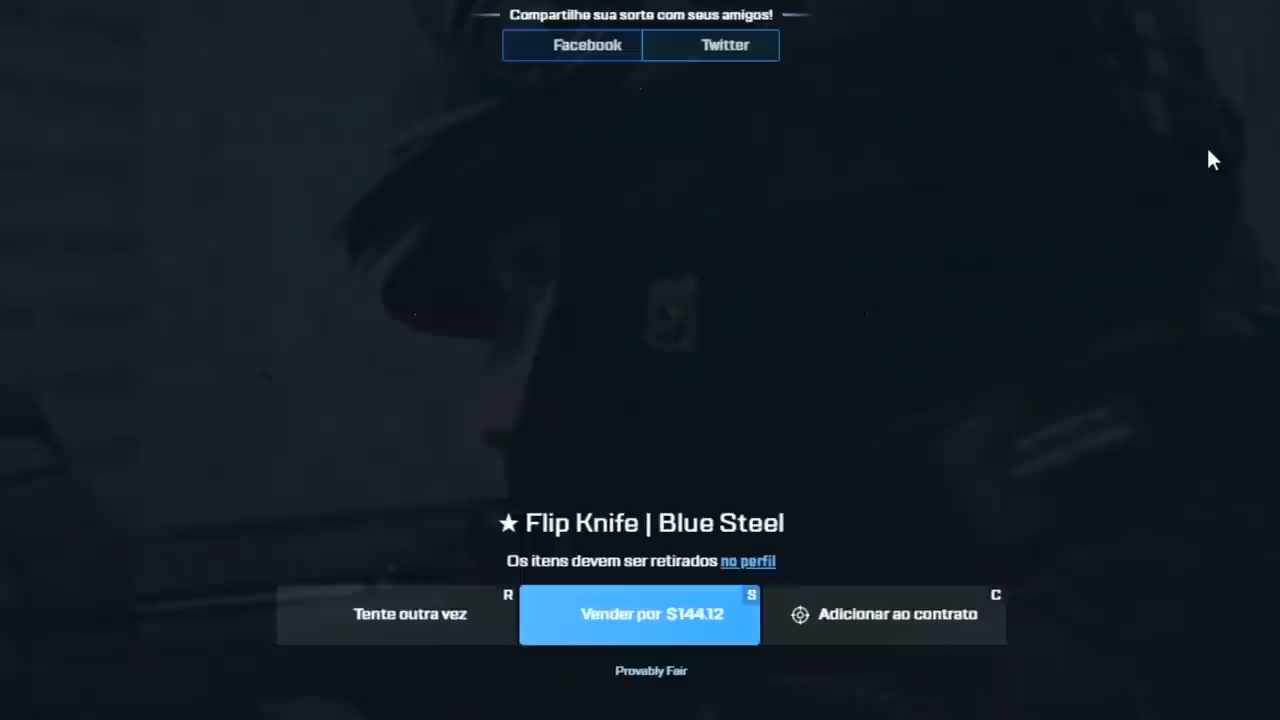 Compartilhe sua sorte com seus amigos!
Facebook Twitter
★ Flip Knife | Blue Steel
Os itens devem ser retirados no perfil
Tente outra vez R
Vender por $144.12 S
Adicionar ao contrato C
Provably Fair